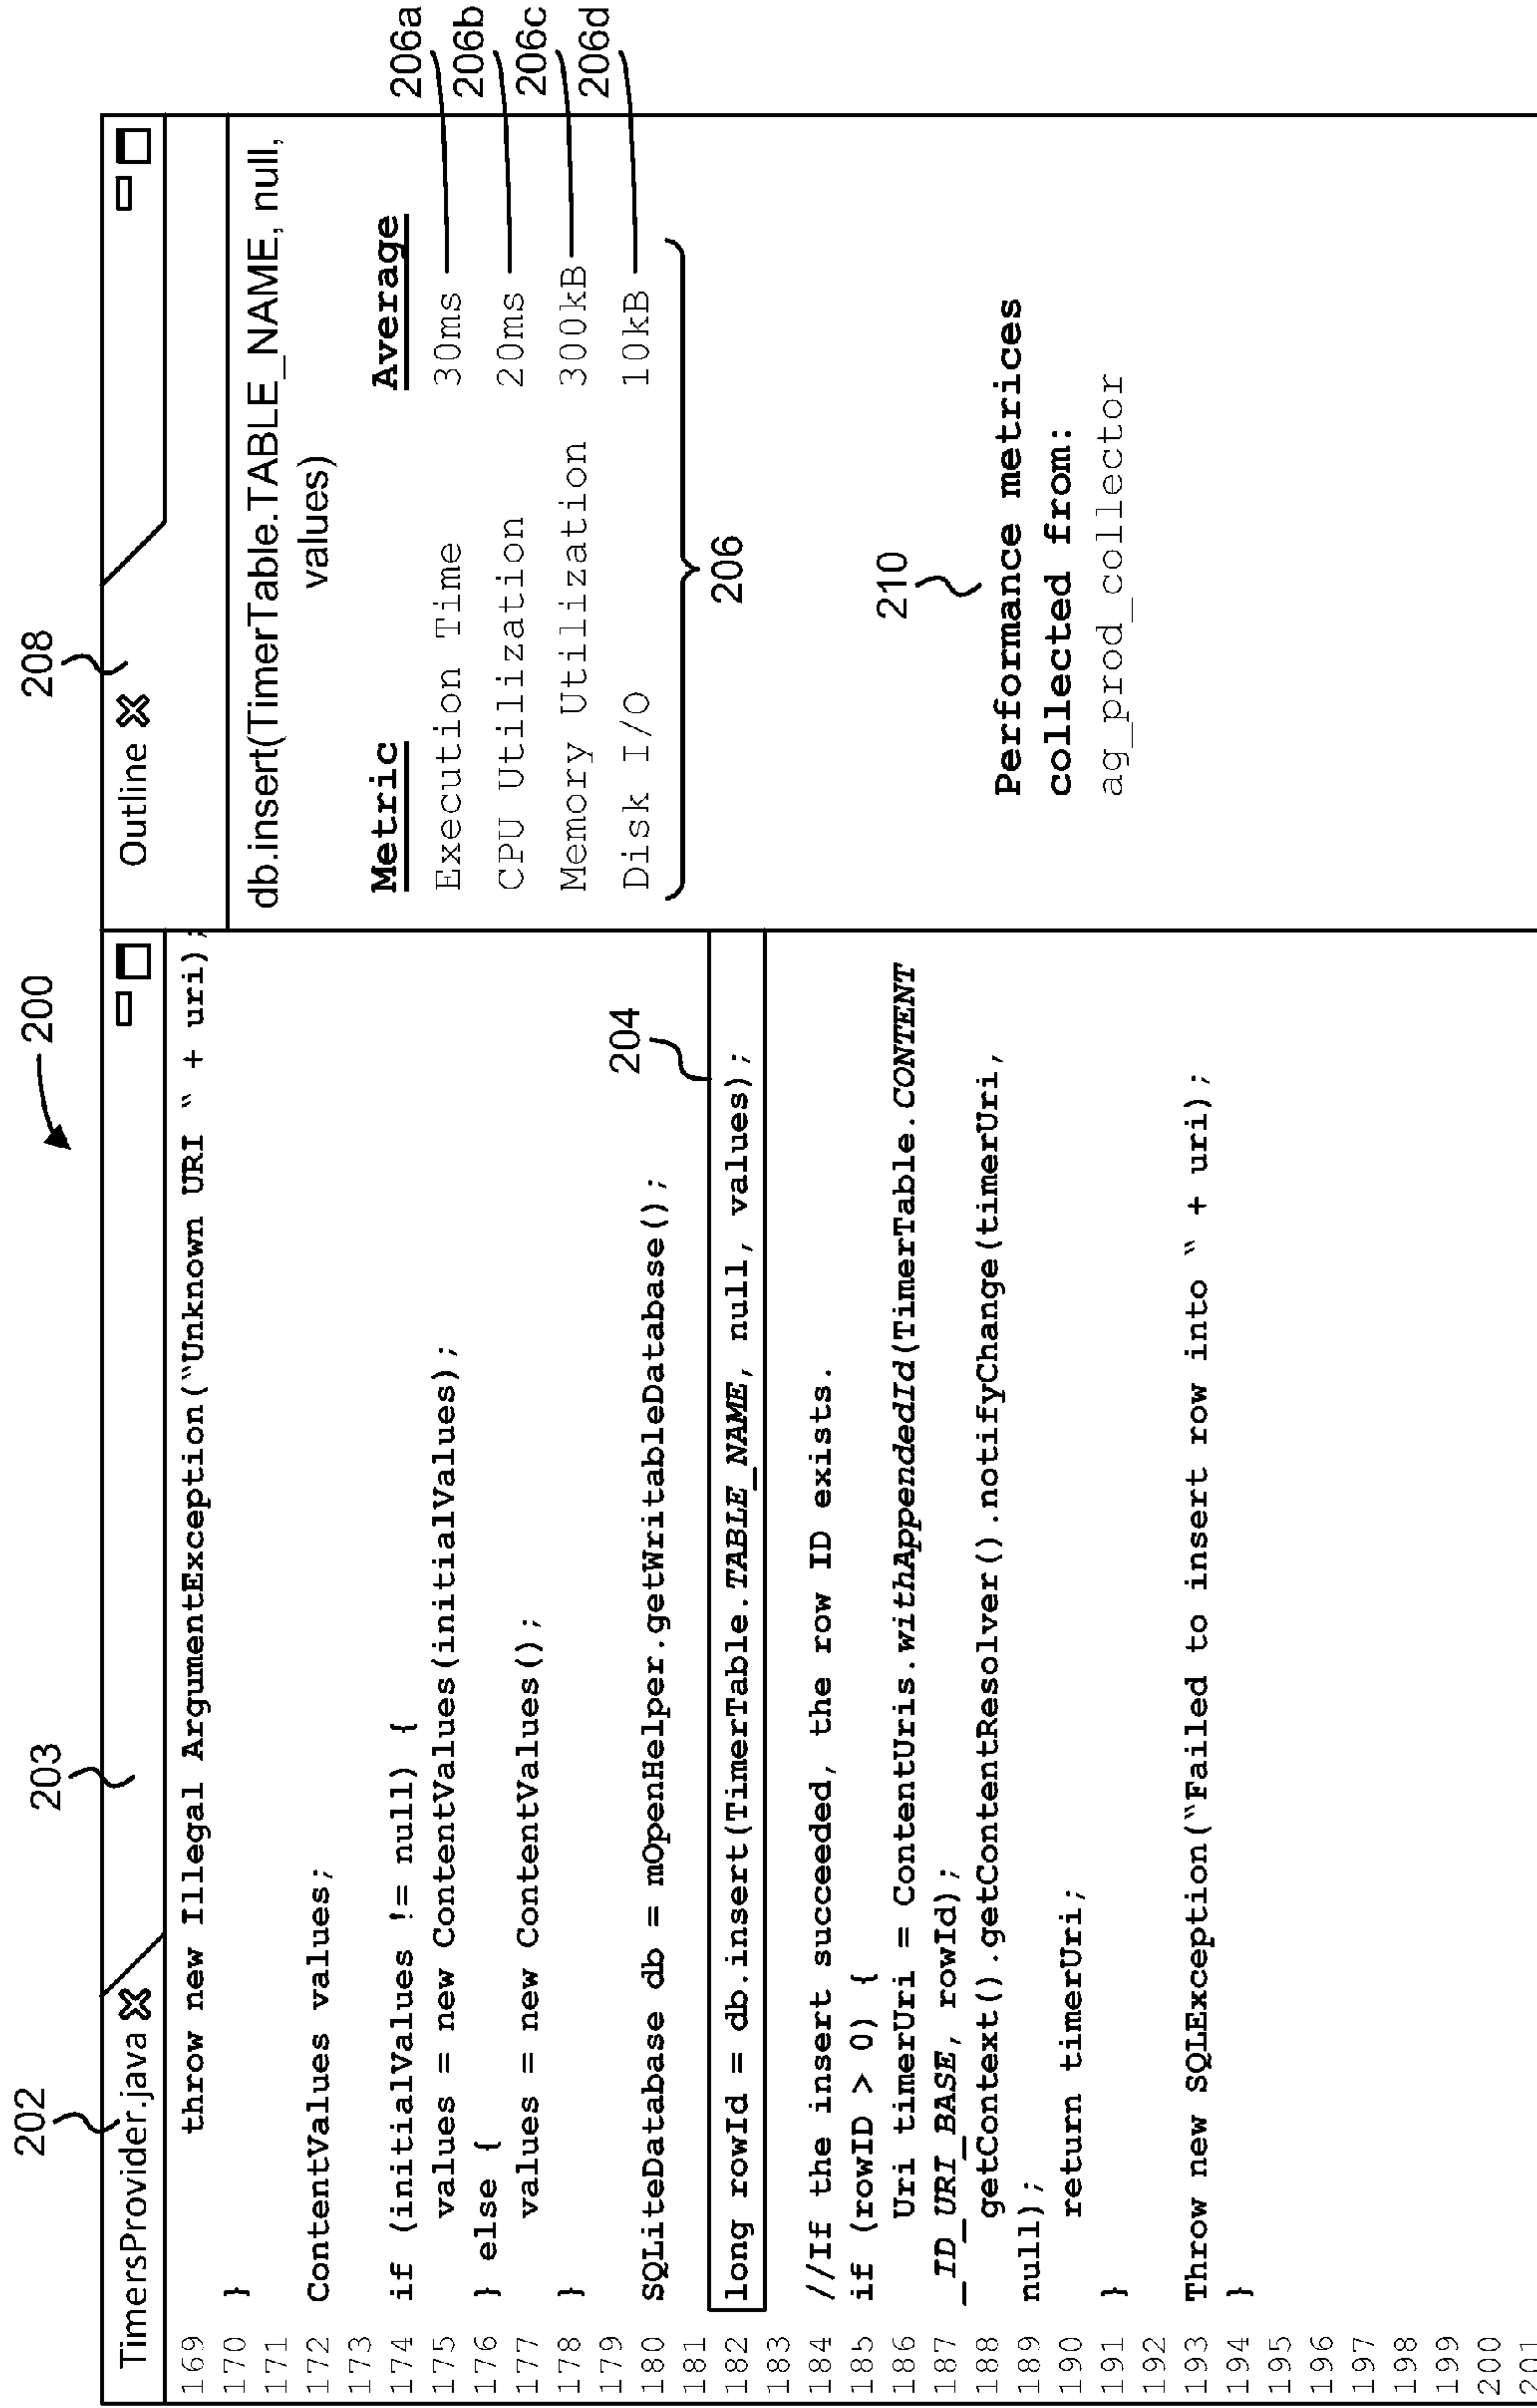 200
202
203
208
TimersProvider.java
Outline
169 throw new Illegal ArgumentException(“Unknown URI “ + uri);
170 }
171
172 ContentValues values;
173
174 if (initialValues != null) {
175 values = new ContentValues(initialValues);
176 } else {
177 values = new ContentValues();
178 }
179
180 SQLiteDatabase db = mOpenHelper.getWritableDatabase();
181
204
182 long rowId = db.insert(TimerTable.TABLE_NAME, null, values);
183
184 //If the insert succeeded, the row ID exists.
185 if (rowID > 0) {
186 Uri timerUri = ContentUris.withAppendedId(TimerTable.CONTENT
187 _ID_URI_BASE, rowId);
188 getContext().getContentResolver().notifyChange(timerUri,
189 null);
190 return timerUri;
191 }
192
193 Throw new SQLException(“Failed to insert row into “ + uri);
194 }
195
196
197
198
199
200
201
db.insert(TimerTable.TABLE_NAME, null,
values)
Metric Average
Execution Time 30ms 206a
CPU Utilization 20ms 206b
Memory Utilization 300kB 206c
Disk I/O 10kB 206d
206
210
Performance metrices
collected from:
ag_prod_collector